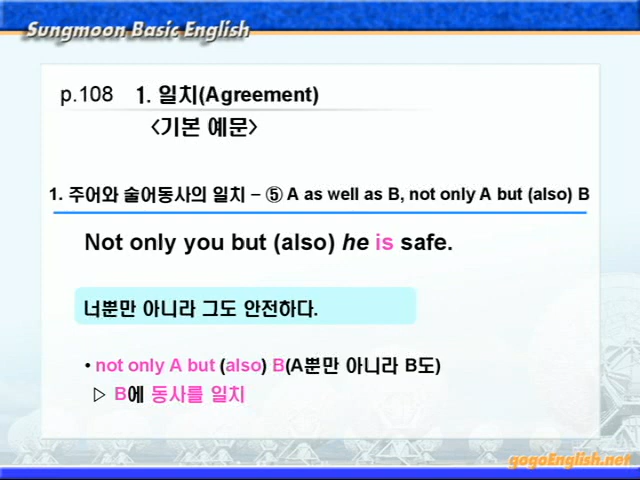 Sungmoon Basic English
p.108 1. 일치(Agreement)
<기본 예문>
1. 주어와 술어동사의 일치 – ⑤ A as well as B, not only A but (also) B
Not only you but (also) he is safe.
너뿐만 아니라 그도 안전하다.
• not only A but (also) B(A뿐만 아니라 B도)
▷ B에 동사를 일치
gogoEnglish.net